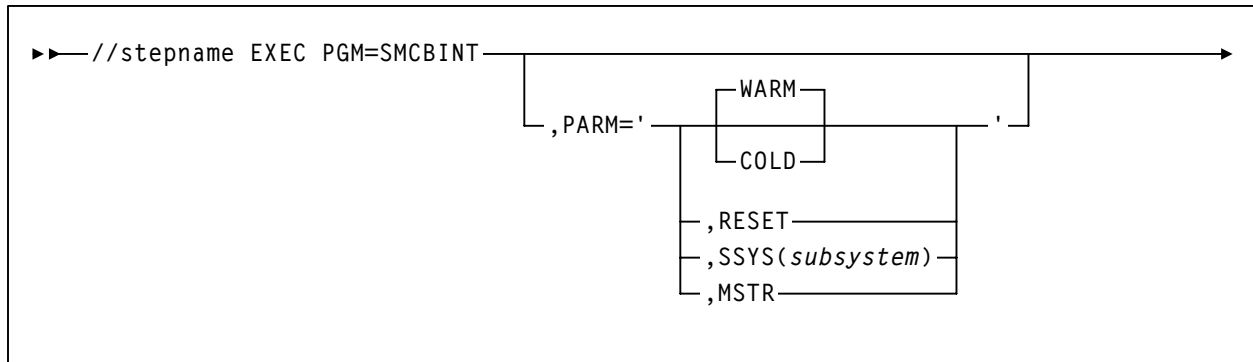 //stepname EXEC PGM=SMCBINT
WARM
,PARM=' '
COLD
,RESET
,SSYS(subsystem)
,MSTR